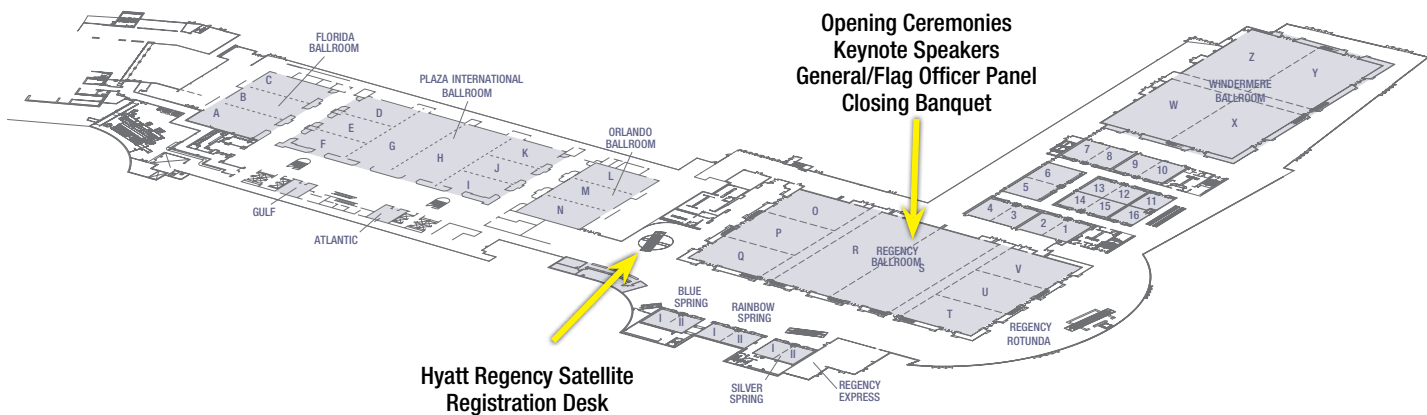 Opening Ceremonies
Keynote Speakers
General/Flag Officer Panel
Closing Banquet
FLORIDA
BALLROOM
C
B
A
PLAZA INTERNATIONAL
BALLROOM
D
E
F
G
H
K
J
I
ORLANDO
BALLROOM
L
M
N
GULF
ATLANTIC
Z
Y
WINDERMERE
BALLROOM
W
X
7
8
9
10
6
5
13
12
11
14
15
16
4
3
2
1
O
P
Q
R
REGENCY
BALLROOM
S
V
U
T
BLUE
SPRING
I
II
RAINBOW
SPRING
I
II
I
II
SILVER
SPRING
REGENCY
EXPRESS
REGENCY
ROTUNDA
Hyatt Regency Satellite
Registration Desk